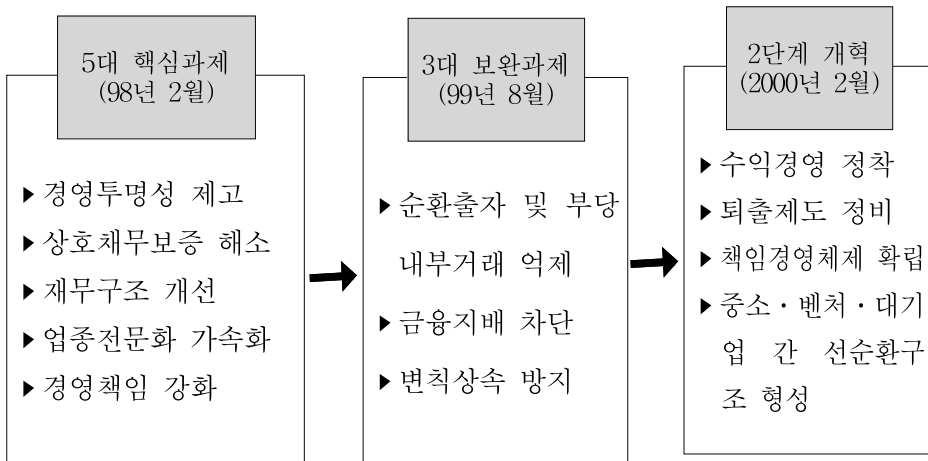 5대 핵심과제
(98년 2월)
▶ 경영투명성 제고
▶ 상호채무보증 해소
▶ 재무구조 개선
▶ 업종전문화 가속화
▶ 경영책임 강화
3대 보완과제
(99년 8월)
▶ 순환출자 및 부당
내부거래 억제
▶ 금융지배 차단
▶ 변칙상속 방지
2단계 개혁
(2000년 2월)
▶ 수익경영 정착
▶ 퇴출제도 정비
▶ 책임경영체제 확립
▶ 중소·벤처·대기
업 간 선순환구
조 형성